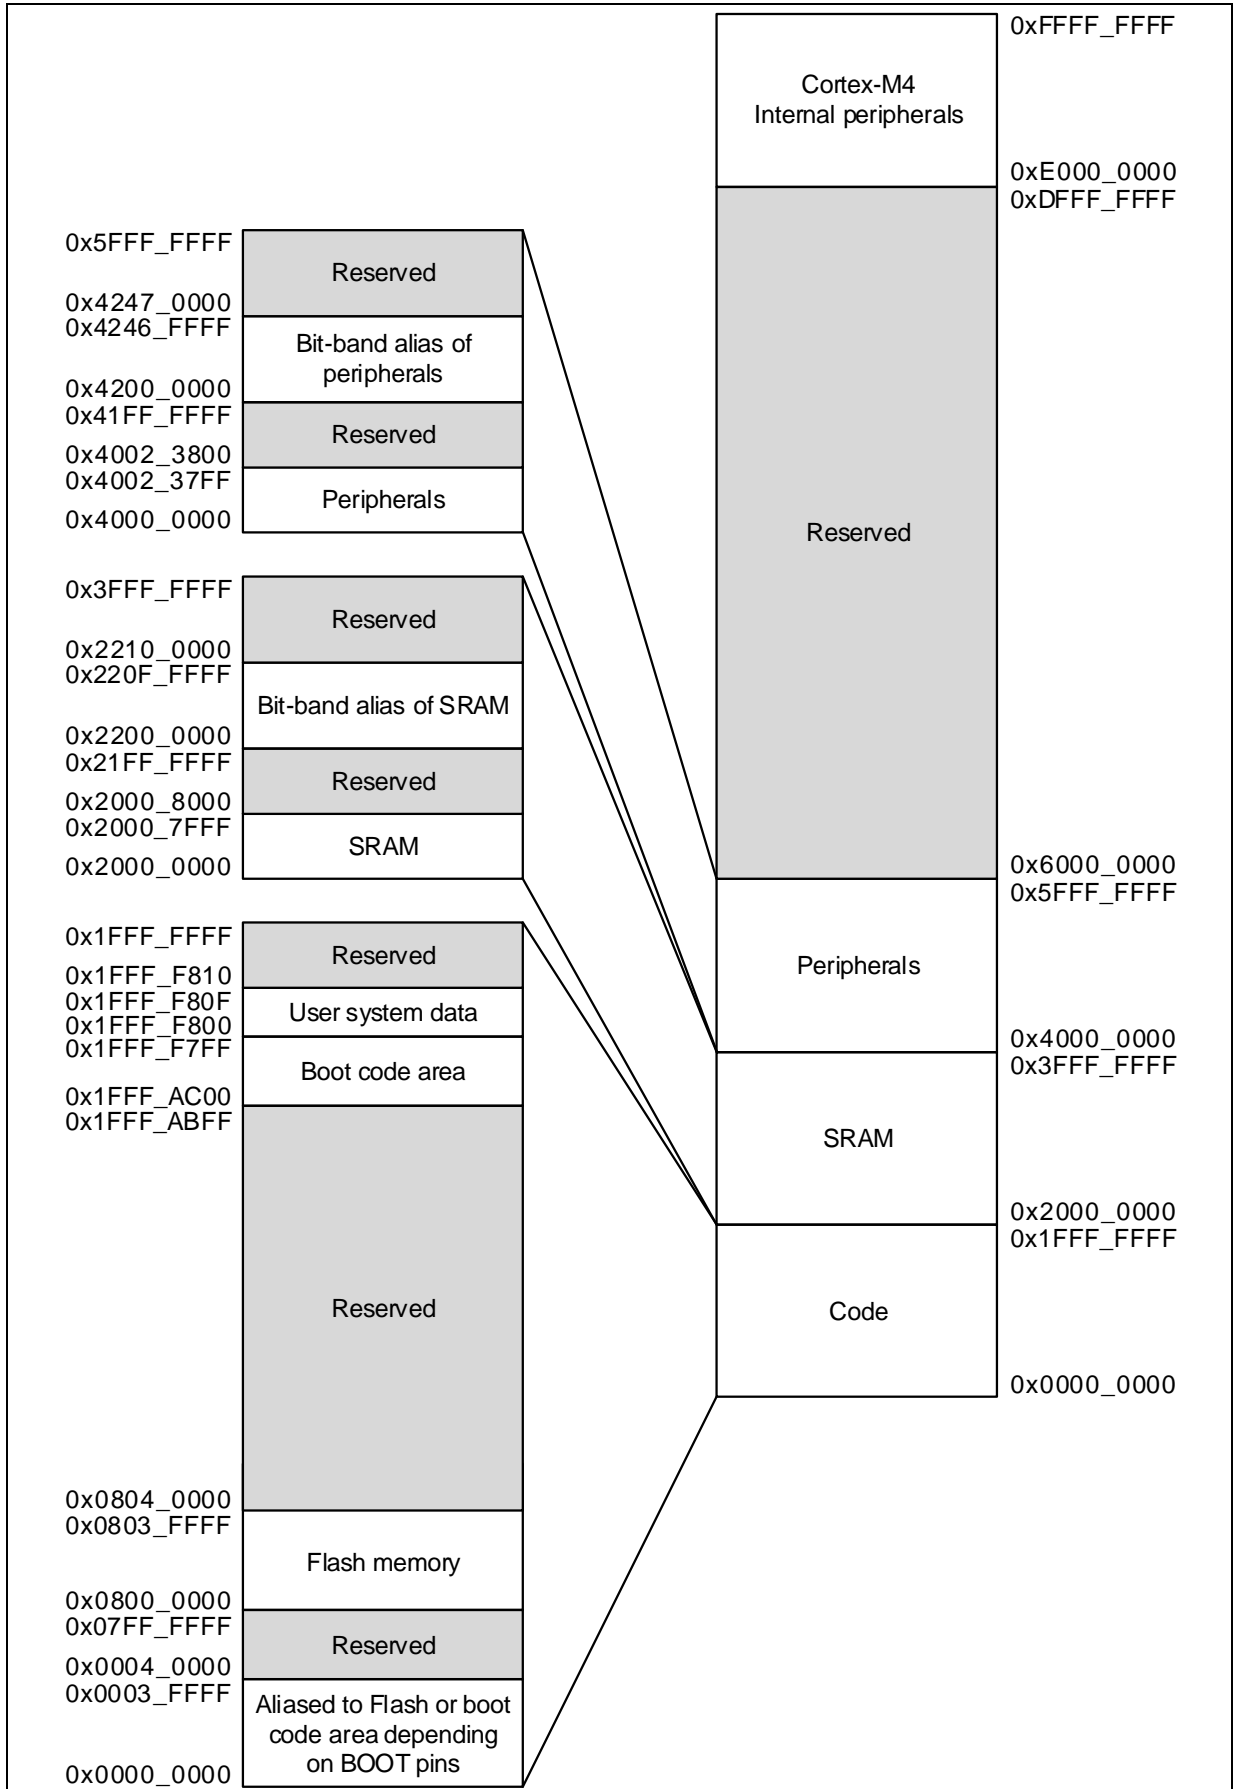 0xFFFF_FFFF
Cortex-M4
Internal peripherals
0xE000_0000
0xDFFF_FFFF
Reserved
0x6000_0000
0x5FFF_FFFF
Peripherals
0x4000_0000
0x3FFF_FFFF
SRAM
0x2000_0000
0x1FFF_FFFF
Code
0x0000_0000
0x5FFF_FFFF
Reserved
0x4247_0000
0x4246_FFFF
Bit-band alias of
peripherals
0x4200_0000
0x41FF_FFFF
Reserved
0x4002_3800
0x4002_37FF
Peripherals
0x4000_0000
0x3FFF_FFFF
Reserved
0x2210_0000
0x220F_FFFF
Bit-band alias of SRAM
0x2200_0000
0x21FF_FFFF
Reserved
0x2000_8000
0x2000_7FFF
SRAM
0x2000_0000
0x1FFF_FFFF
Reserved
0x1FFF_F810
0x1FFF_F80F
User system data
0x1FFF_F800
0x1FFF_F7FF
Boot code area
0x1FFF_AC00
0x1FFF_ABFF
Reserved
0x0804_0000
0x0803_FFFF
Flash memory
0x0800_0000
0x07FF_FFFF
Reserved
0x0004_0000
0x0003_FFFF
Aliased to Flash or boot
code area depending
on BOOT pins
0x0000_0000